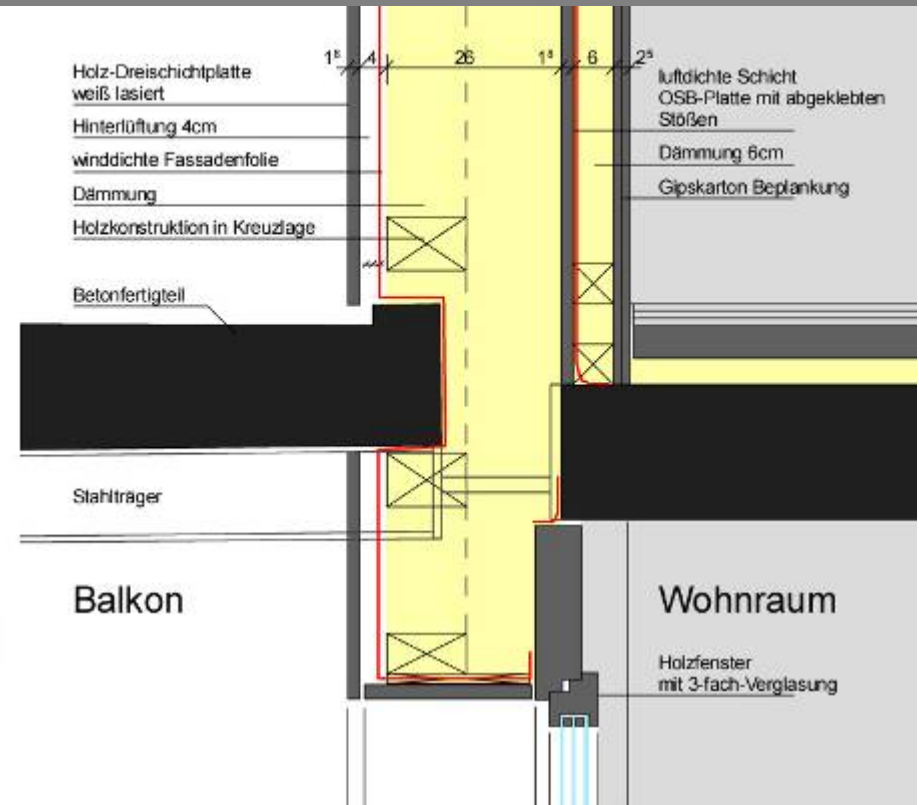 1⁸ 4 26 1⁸ 6 2⁵
Holz-Dreischichtplatte
weiß lasiert
Hinterlüftung 4cm
winddichte Fassadenfolie
Dämmung
Holzkonstruktion in Kreuzlage
Betonfertigteil
Stahlträger
Balkon
luftdichte Schicht
OSB-Platte mit abgeklebten
Stößen
Dämmung 6cm
Gipskarton Beplankung
Wohnraum
Holzfenster
mit 3-fach-Verglasung